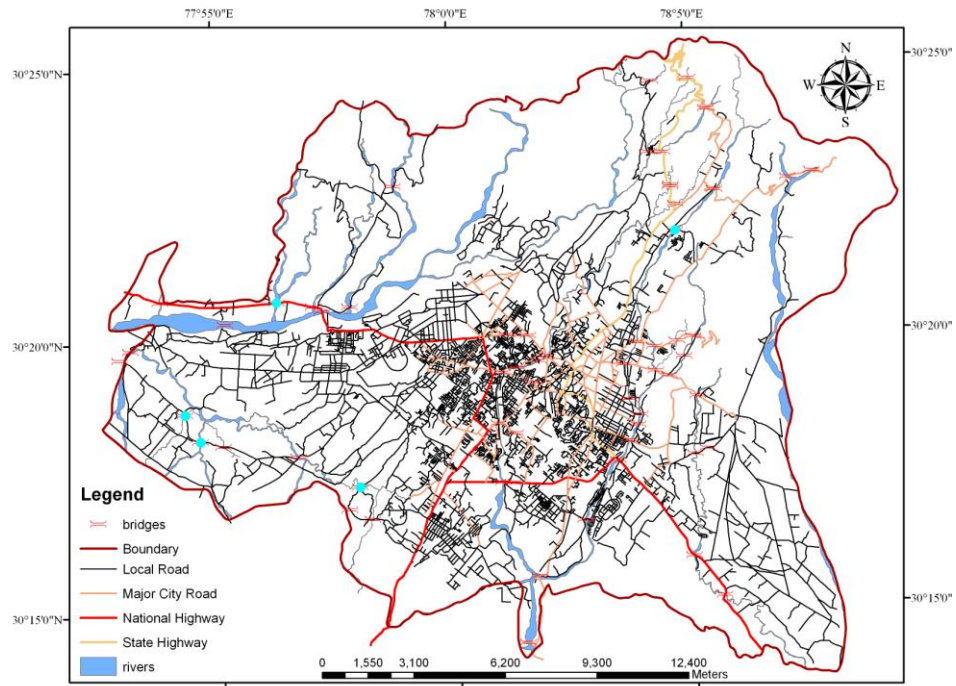 77°55'0"E 78°0'0"E 78°5'0"E
N
W E
S
30°25'0"N 30°25'0"N
30°20'0"N 30°20'0"N
30°15'0"N 30°15'0"N
Legend
bridges
Boundary
Local Road
Major City Road
National Highway
State Highway
rivers
0 1,550 3,100 6,200 9,300 12,400
Meters